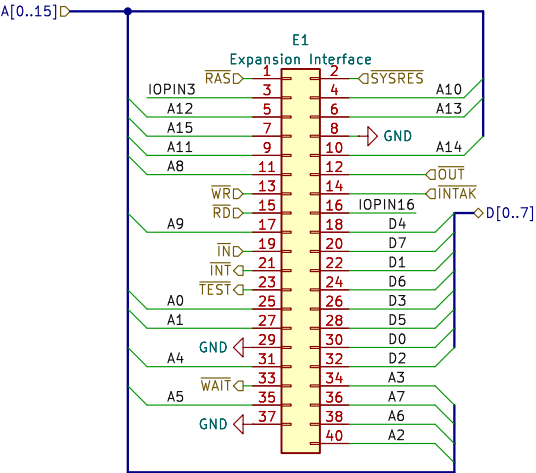 A[0..15]
E1
Expansion Interface
RAS 1 2 SYSRES
IOPIN3 3 4 A10
A12 5 6 A13
A15 7 8 GND
A11 9 10 A14
A8 11 12 OUT
WR 13 14 INTAK
RD 15 16 IOPIN16
A9 17 18 D4 D[0..7]
IN 19 20 D7
INT 21 22 D1
TEST 23 24 D6
A0 25 26 D3
A1 27 28 D5
GND 29 30 D0
A4 31 32 D2
WAIT 33 34 A3
A5 35 36 A7
GND 37 38 A6
40 A2